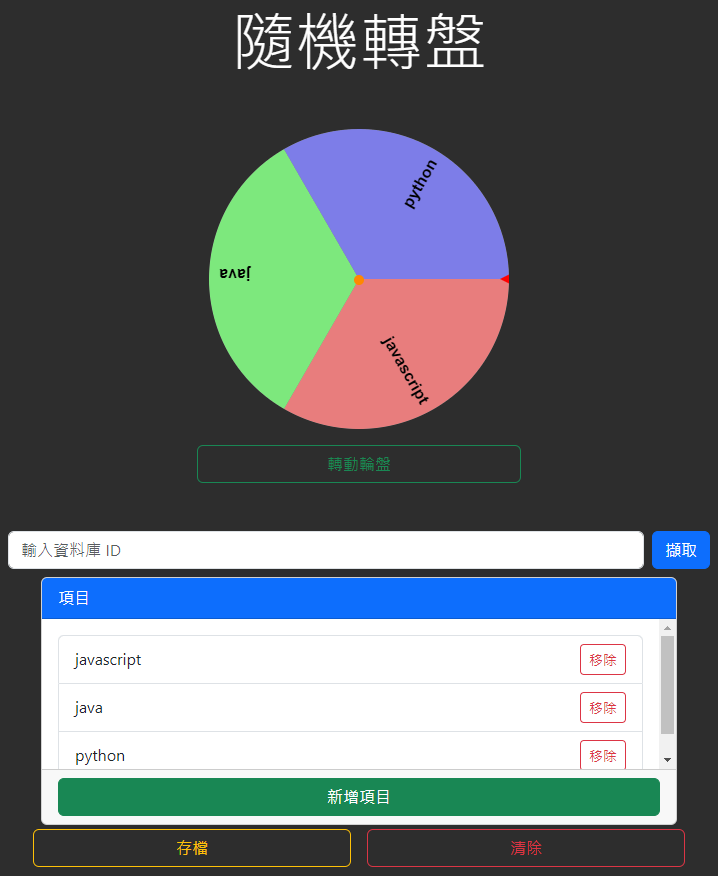 隨機轉盤
python
java
javascript
轉動輪盤
輸入資料庫 ID
擷取
項目
javascript
移除
java
移除
python
移除
新增項目
存檔
清除